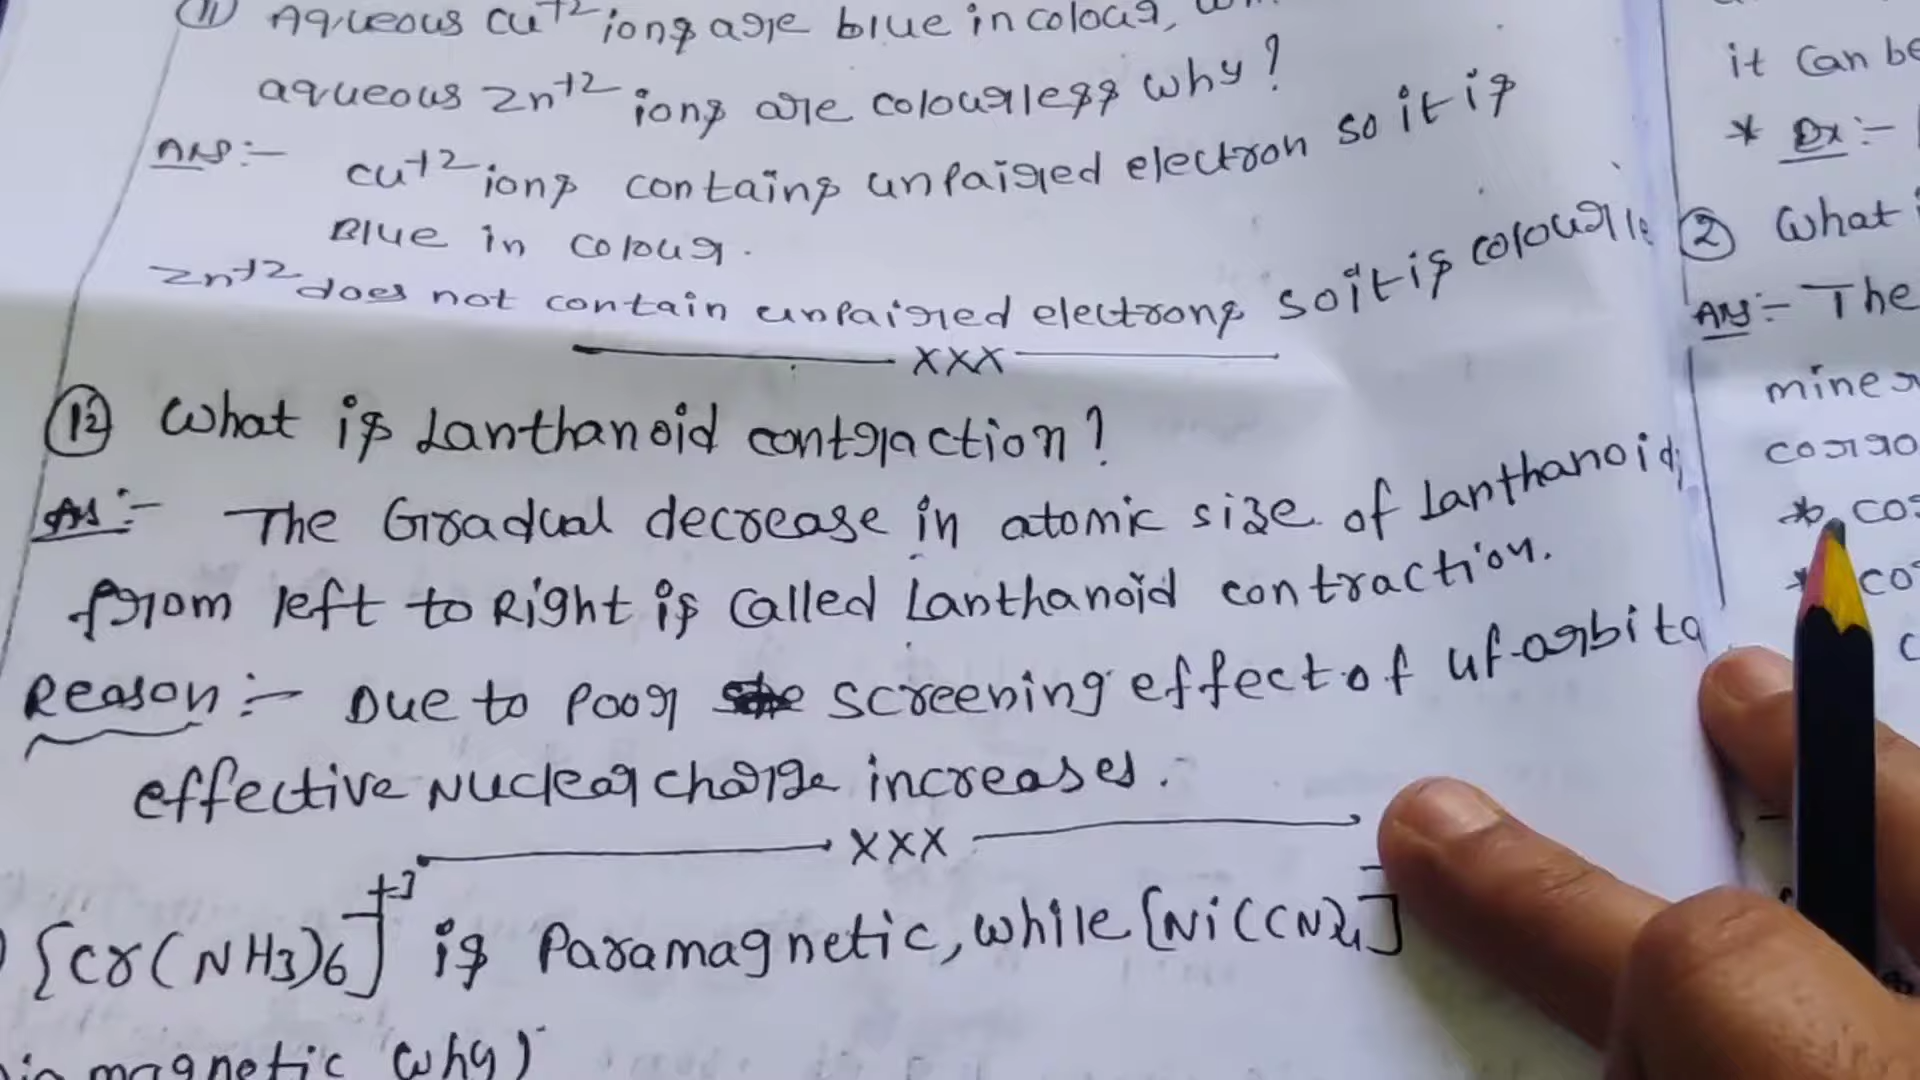 (11) Aqueous Cu+2 ions are blue in colour,
aqueous Zn+2 ions are colourless why?
Ans:- Cu+2 ions contains unpaired electron so it is
Blue in colour.
Zn+2 does not contain unpaired electrons so it is
xxx
(12) What is Lanthanoid contraction?
As:- The Gradual decrease in atomic size of Lanthanoid
from left to Right is called Lanthanoid contraction.
Reason:- Due to poor screening effect of 4f-orbita
effective nuclear charge increases.
xxx
[Cr(NH3)6]+3 is Paramagnetic, while [Ni(CN)4]
magnetic why?
it can be
* Ex:-
(2) What
Ans:- The
mine
corro
* cos
* co